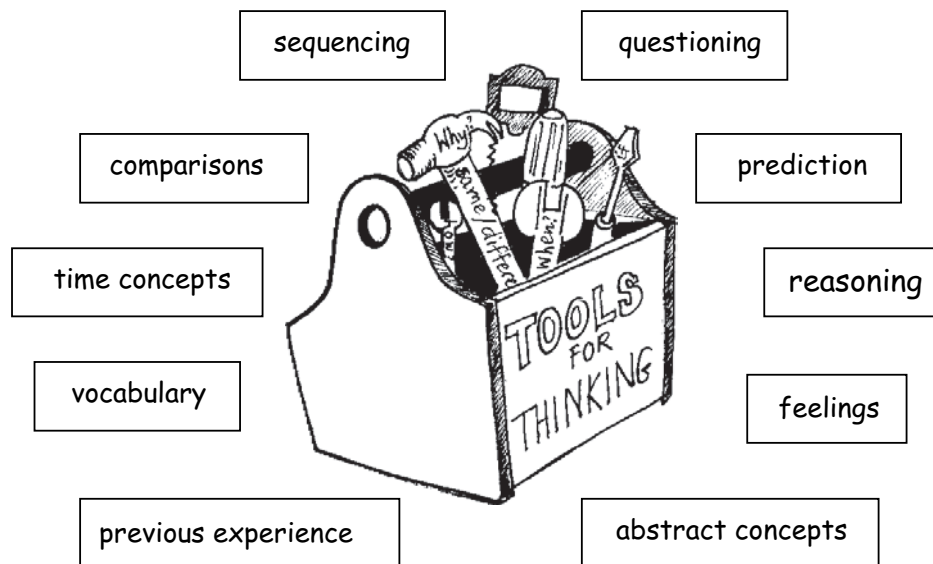 sequencing
questioning
comparisons
prediction
time concepts
reasoning
vocabulary
feelings
previous experience
abstract concepts
Why?
same/differe
When?
TOOLS
FOR
THINKING